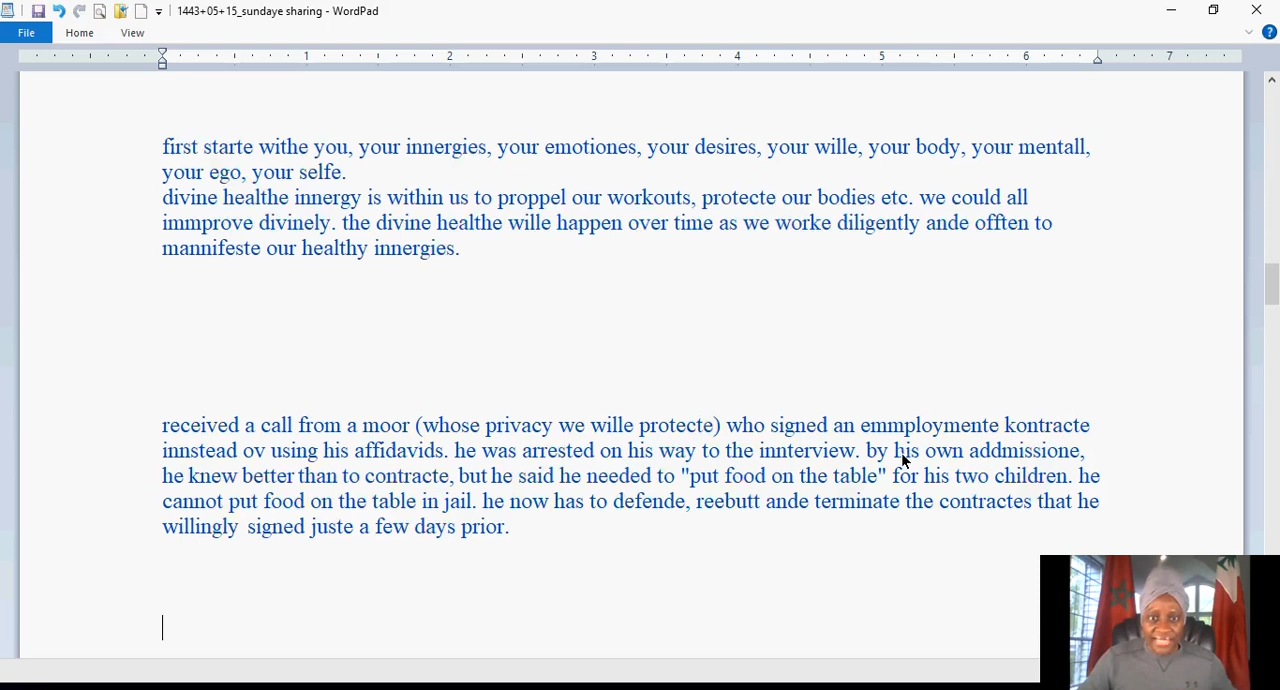 1443+05+15_sundaye sharing - WordPad
File Home View
1 2 3 4 5 6 7
first starte withe you, your innergies, your emotiones, your desires, your wille, your body, your mentall,
your ego, your selfe.
divine healthe innergy is within us to proppel our workouts, protecte our bodies etc. we could all
immprove divinely. the divine healthe wille happen over time as we worke diligently ande offten to
mannifeste our healthy innergies.
received a call from a moor (whose privacy we wille protecte) who signed an emmploymente kontracte
innstead ov using his affidavids. he was arrested on his way to the innterview. by his own addmissione,
he knew better than to contracte, but he said he needed to "put food on the table" for his two children. he
cannot put food on the table in jail. he now has to defende, reebutt ande terminate the contractes that he
willingly signed juste a few days prior.